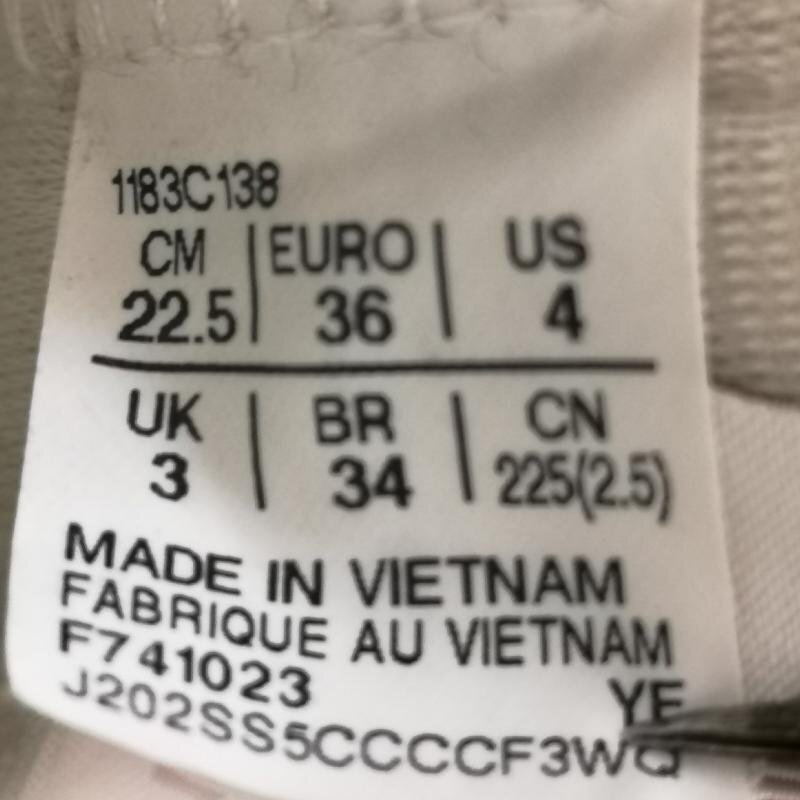 1183C138
CM EURO US
22.5 36 4
UK BR CN
3 34 225(2.5)
MADE IN VIETNAM
FABRIQUE AU VIETNAM
F741023 YE
J202SS5CCCCF3WQ